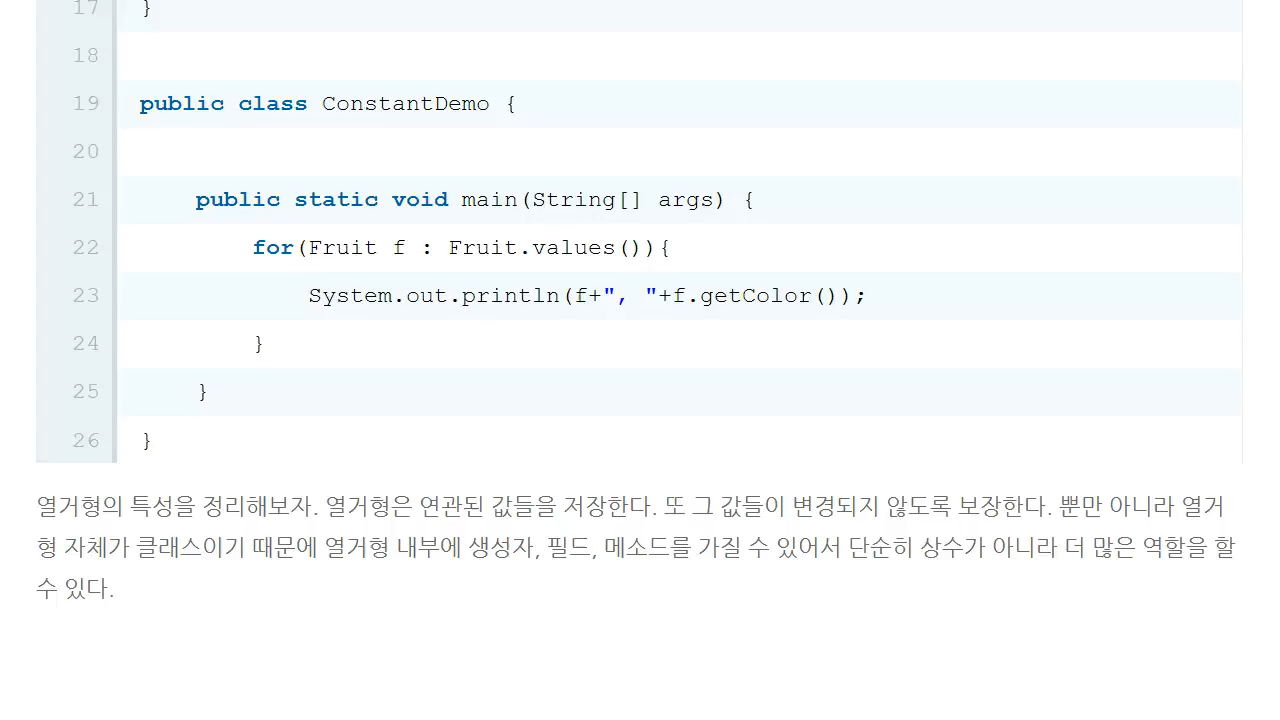 17 }
18
19 public class ConstantDemo {
20
21     public static void main(String[] args) {
22         for(Fruit f : Fruit.values()){
23             System.out.println(f+", "+f.getColor());
24         }
25     }
26 }
열거형의 특성을 정리해보자. 열거형은 연관된 값들을 저장한다. 또 그 값들이 변경되지 않도록 보장한다. 뿐만 아니라 열거
형 자체가 클래스이기 때문에 열거형 내부에 생성자, 필드, 메소드를 가질 수 있어서 단순히 상수가 아니라 더 많은 역할을 할
수 있다.